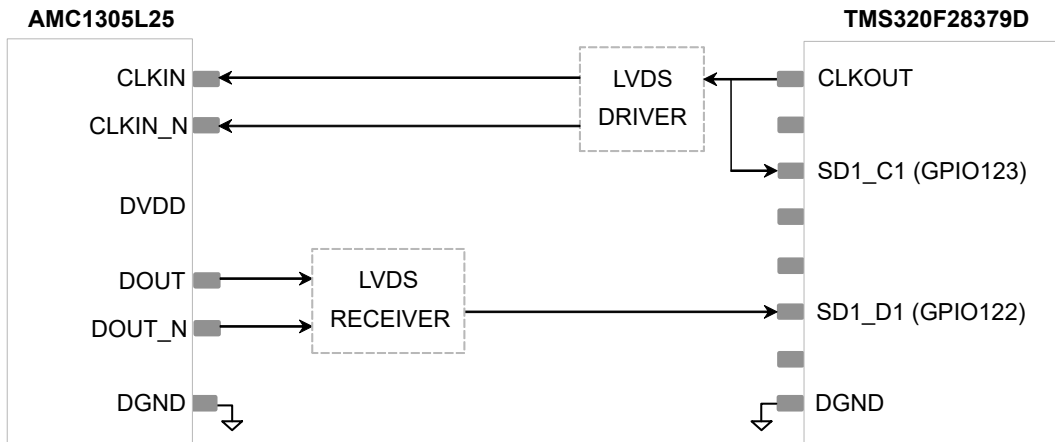 AMC1305L25
TMS320F28379D
CLKIN
LVDS
DRIVER
CLKOUT
CLKIN_N
SD1_C1 (GPIO123)
DVDD
DOUT
LVDS
RECEIVER
DOUT_N
SD1_D1 (GPIO122)
DGND
DGND